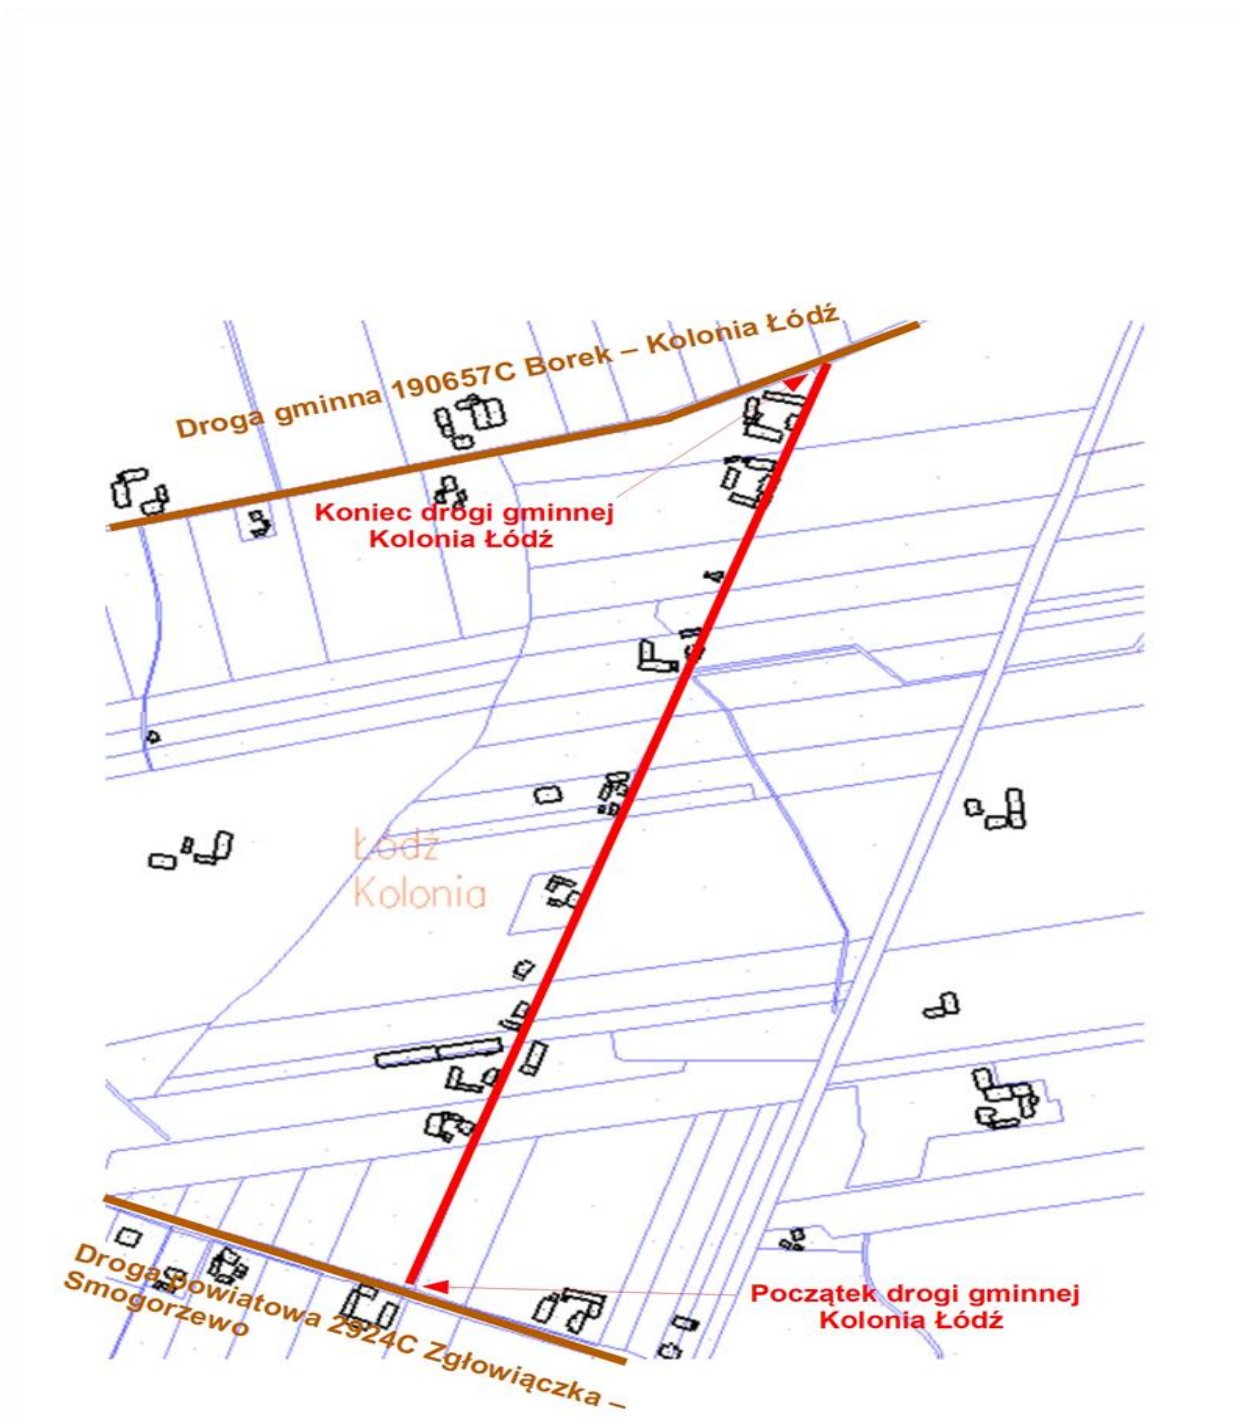 Droga gminna 190657C Borek – Kolonia Łódź
Koniec drogi gminnej
Kolonia Łódź
Łódź
Kolonia
Początek drogi gminnej
Kolonia Łódź
Droga powiatowa 2924C Zgłowiączka –
Smogorzewo